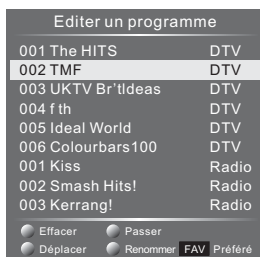 Editer un programme
001 The HITS DTV
002 TMF DTV
003 UKTV Br'tIdeas DTV
004 f th DTV
005 Ideal World DTV
006 Colourbars100 DTV
001 Kiss Radio
002 Smash Hits! Radio
003 Kerrang! Radio
Effacer Passer
Déplacer Renommer FAV Préféré